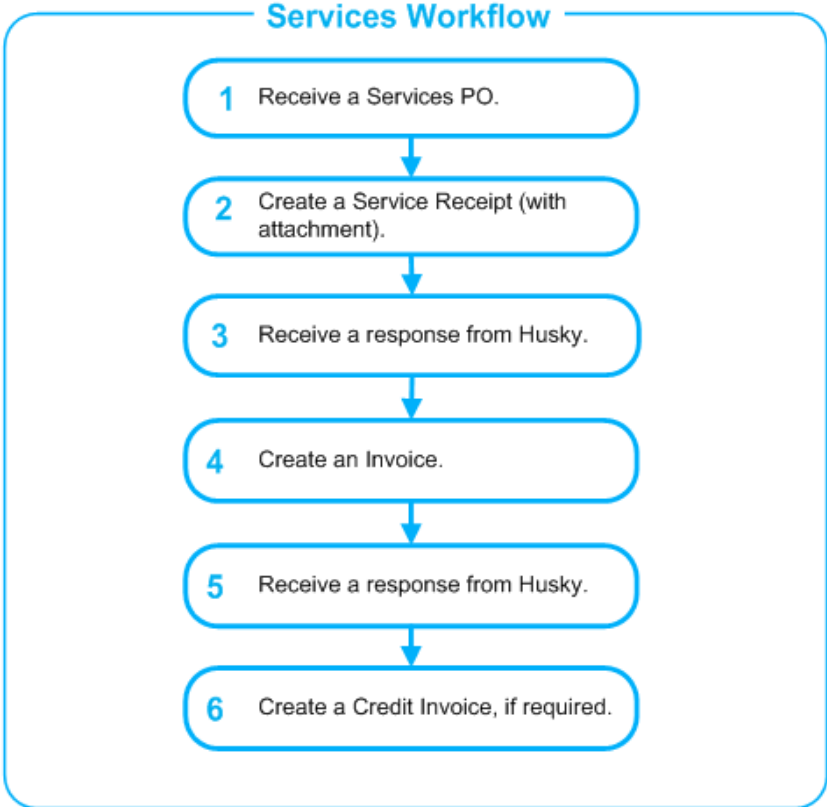 Services Workflow
1 Receive a Services PO.
2 Create a Service Receipt (with
attachment).
3 Receive a response from Husky.
4 Create an Invoice.
5 Receive a response from Husky.
6 Create a Credit Invoice, if required.